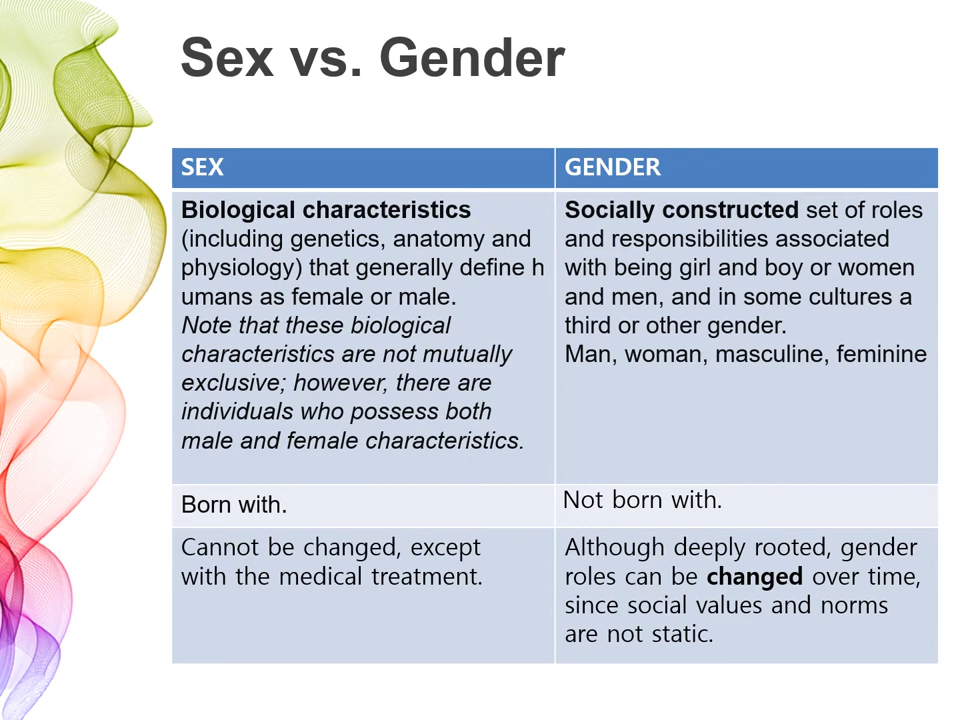 Sex vs. Gender
SEX
Biological characteristics
(including genetics, anatomy and
physiology) that generally define h
umans as female or male.
Note that these biological
characteristics are not mutually
exclusive; however, there are
individuals who possess both
male and female characteristics.
GENDER
Socially constructed set of roles
and responsibilities associated
with being girl and boy or women
and men, and in some cultures a
third or other gender.
Man, woman, masculine, feminine
Born with.
Not born with.
Cannot be changed, except
with the medical treatment.
Although deeply rooted, gender
roles can be changed over time,
since social values and norms
are not static.